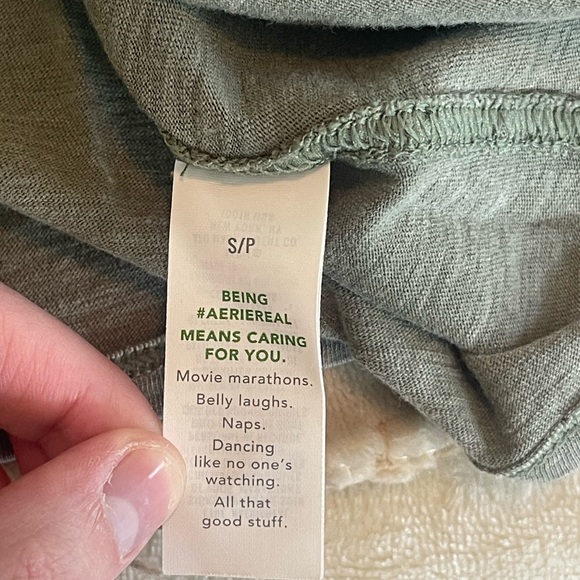 S/P
BEING
#AERIEREAL
MEANS CARING
FOR YOU.
Movie marathons.
Belly laughs.
Naps.
Dancing
like no one's
watching.
All that
good stuff.